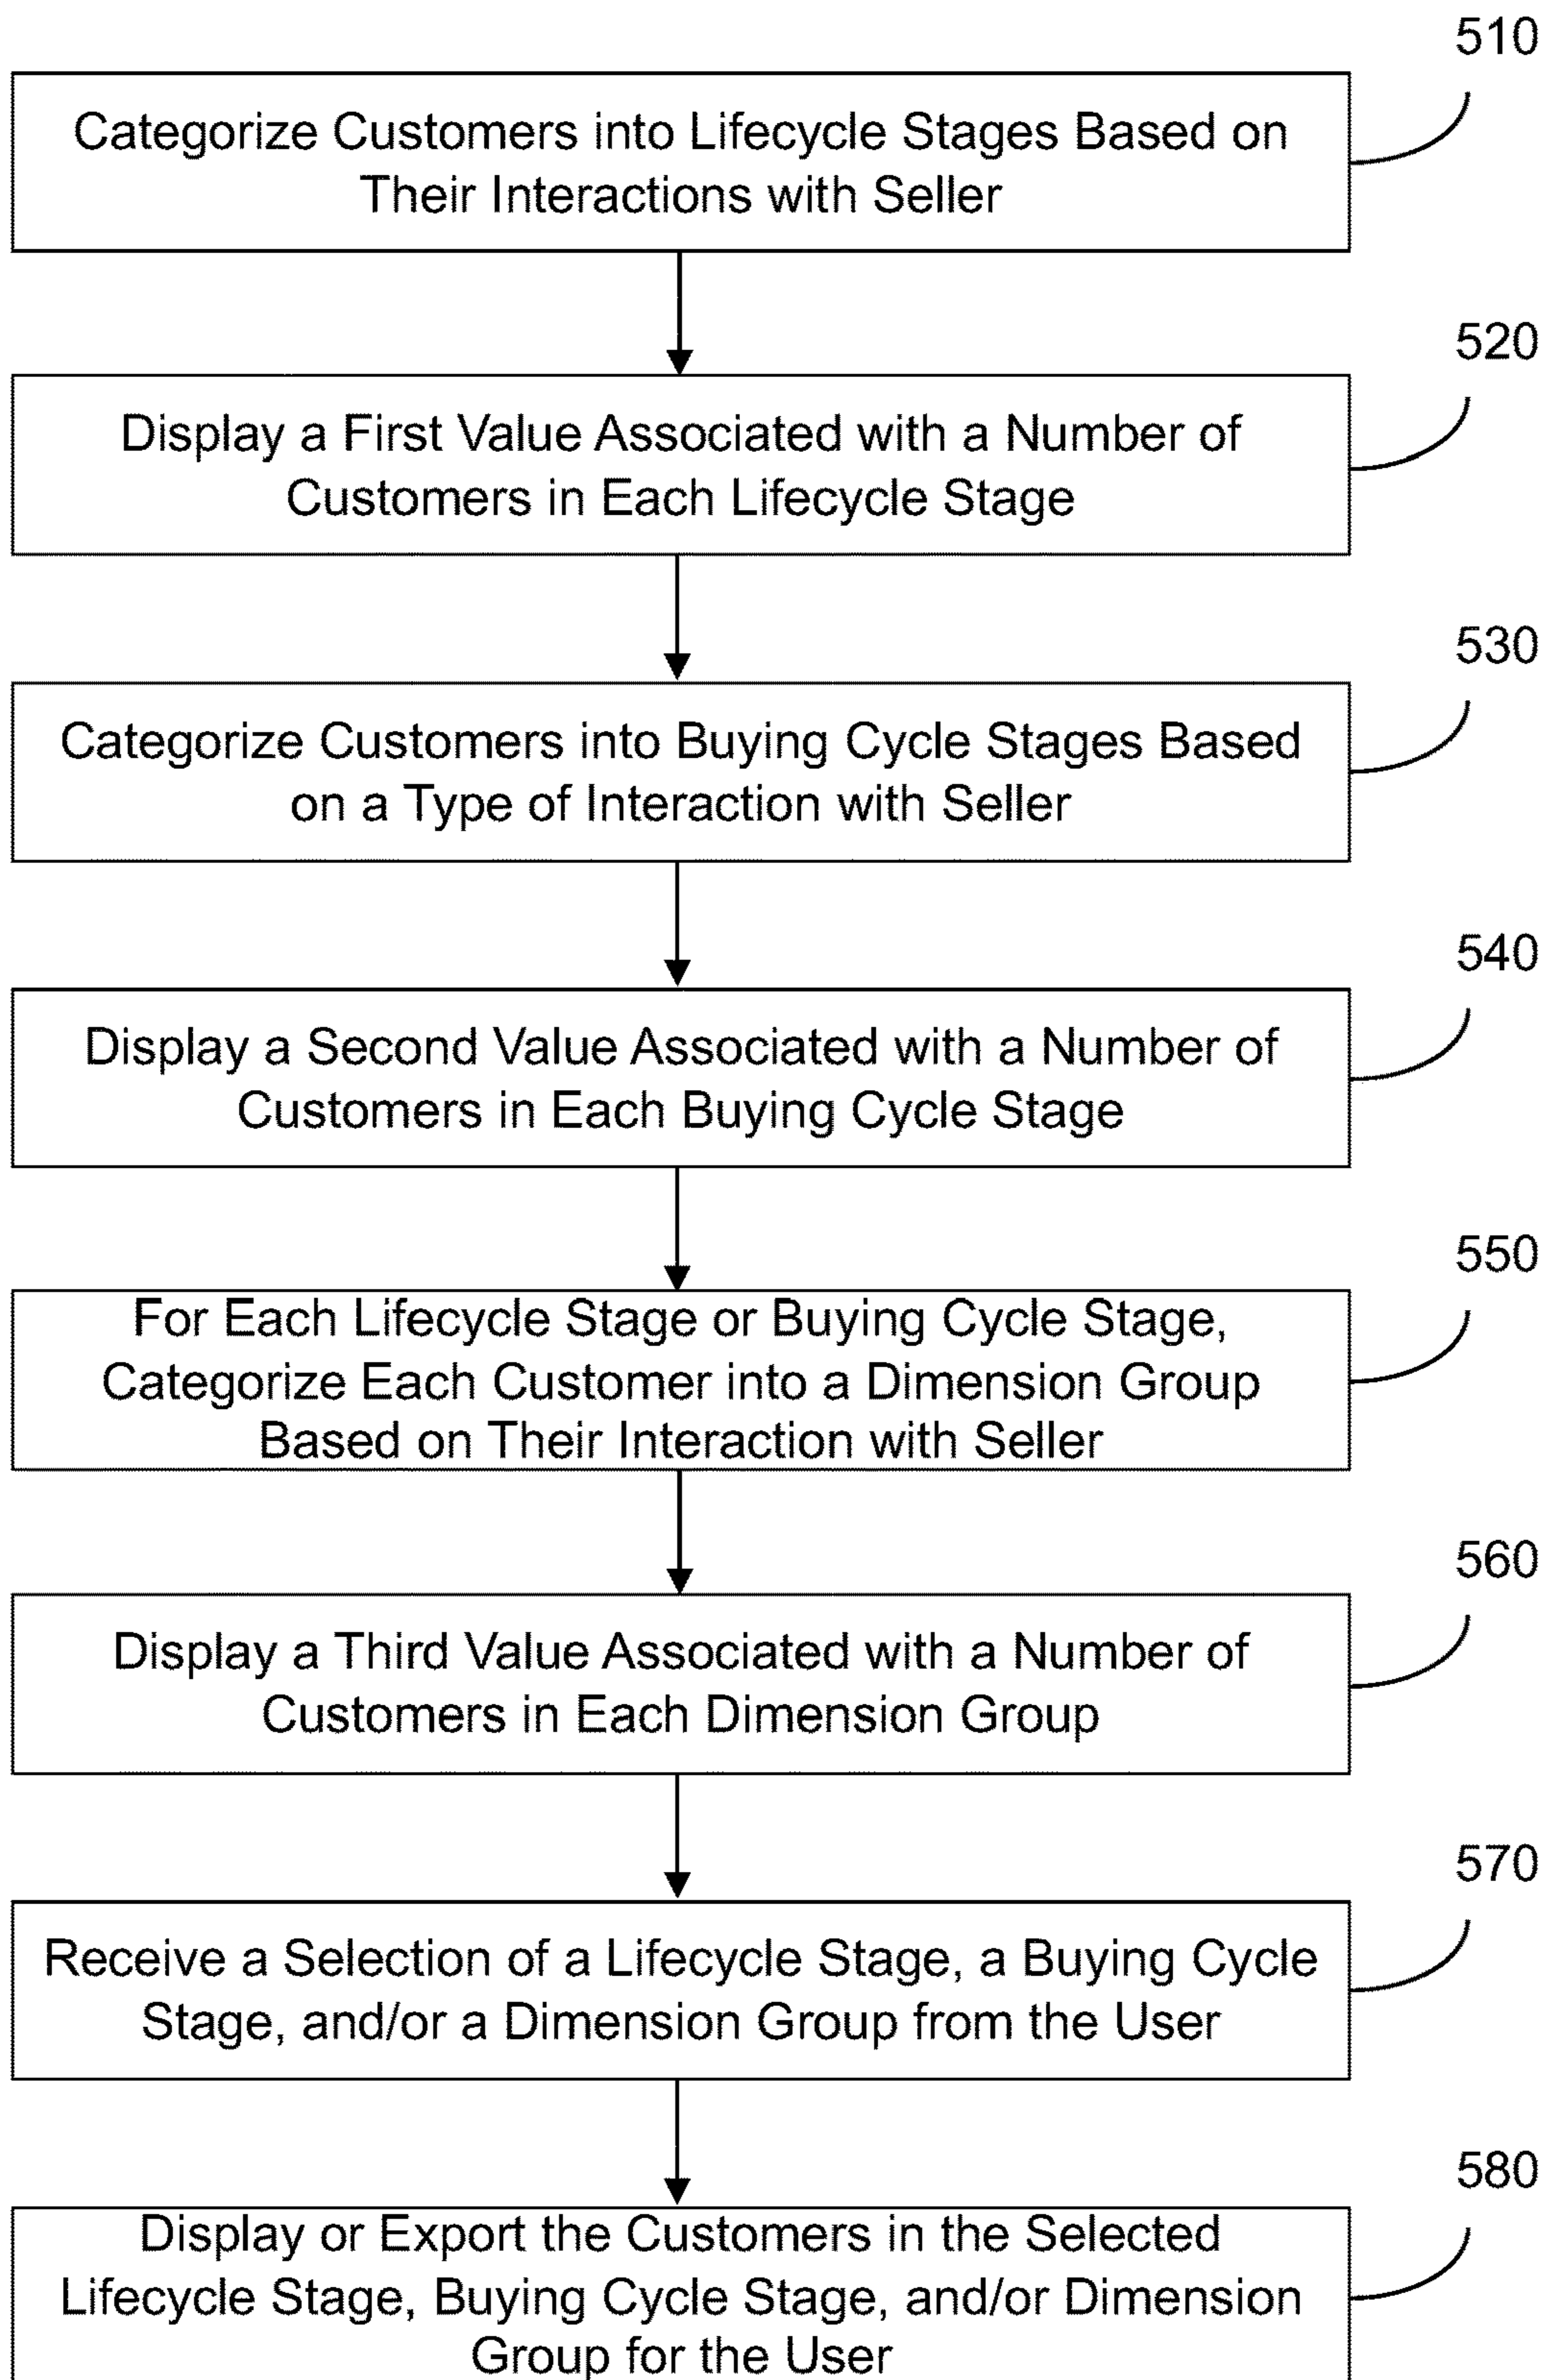 510
Categorize Customers into Lifecycle Stages Based on
Their Interactions with Seller
520
Display a First Value Associated with a Number of
Customers in Each Lifecycle Stage
530
Categorize Customers into Buying Cycle Stages Based
on a Type of Interaction with Seller
540
Display a Second Value Associated with a Number of
Customers in Each Buying Cycle Stage
550
For Each Lifecycle Stage or Buying Cycle Stage,
Categorize Each Customer into a Dimension Group
Based on Their Interaction with Seller
560
Display a Third Value Associated with a Number of
Customers in Each Dimension Group
570
Receive a Selection of a Lifecycle Stage, a Buying Cycle
Stage, and/or a Dimension Group from the User
580
Display or Export the Customers in the Selected
Lifecycle Stage, Buying Cycle Stage, and/or Dimension
Group for the User